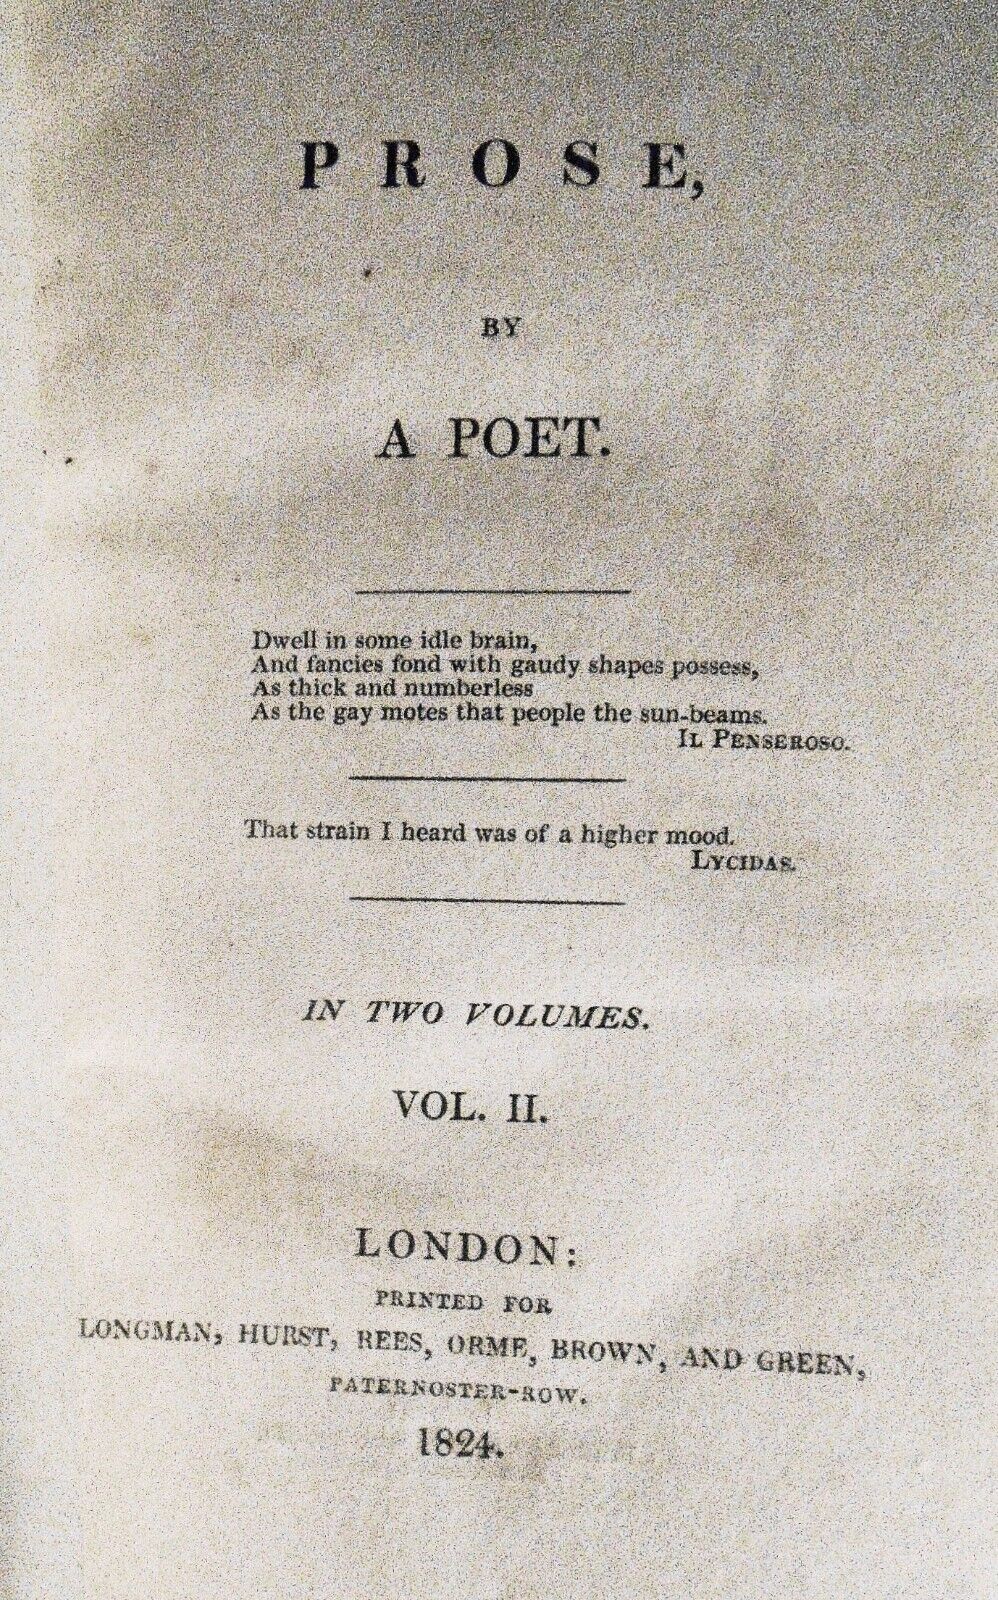 PROSE,
BY
A POET.
Dwell in some idle brain,
And fancies fond with gaudy shapes possess,
As thick and numberless
As the gay motes that people the sun-beams.
IL PENSEROSO.
That strain I heard was of a higher mood.
LYCIDAS.
IN TWO VOLUMES.
VOL. II.
LONDON:
PRINTED FOR
LONGMAN, HURST, REES, ORME, BROWN, AND GREEN,
PATERNOSTER-ROW.
1824.